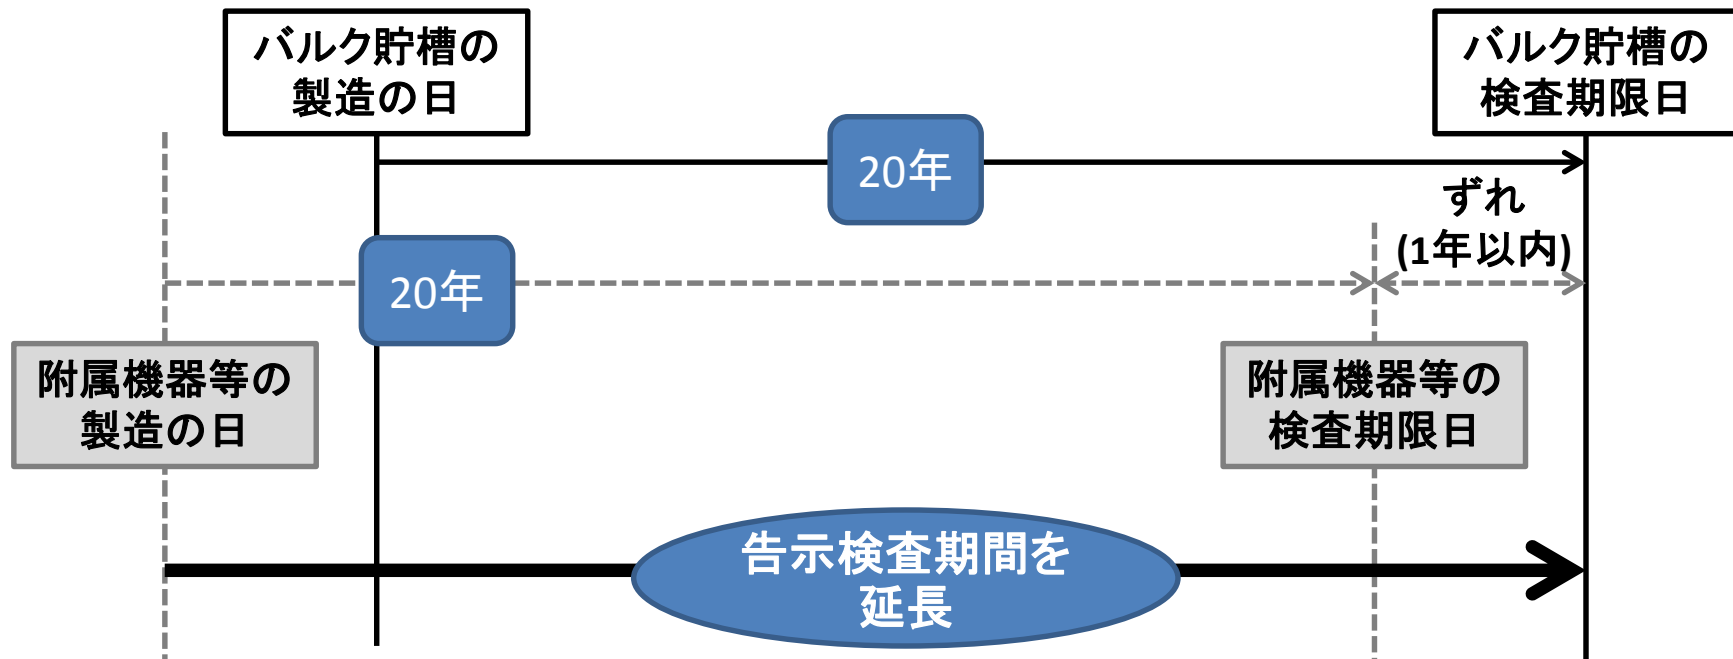 バルク貯槽の
製造の日
バルク貯槽の
検査期限日
20年
ずれ
(1年以内)
20年
附属機器等の
製造の日
附属機器等の
検査期限日
告示検査期間を
延長